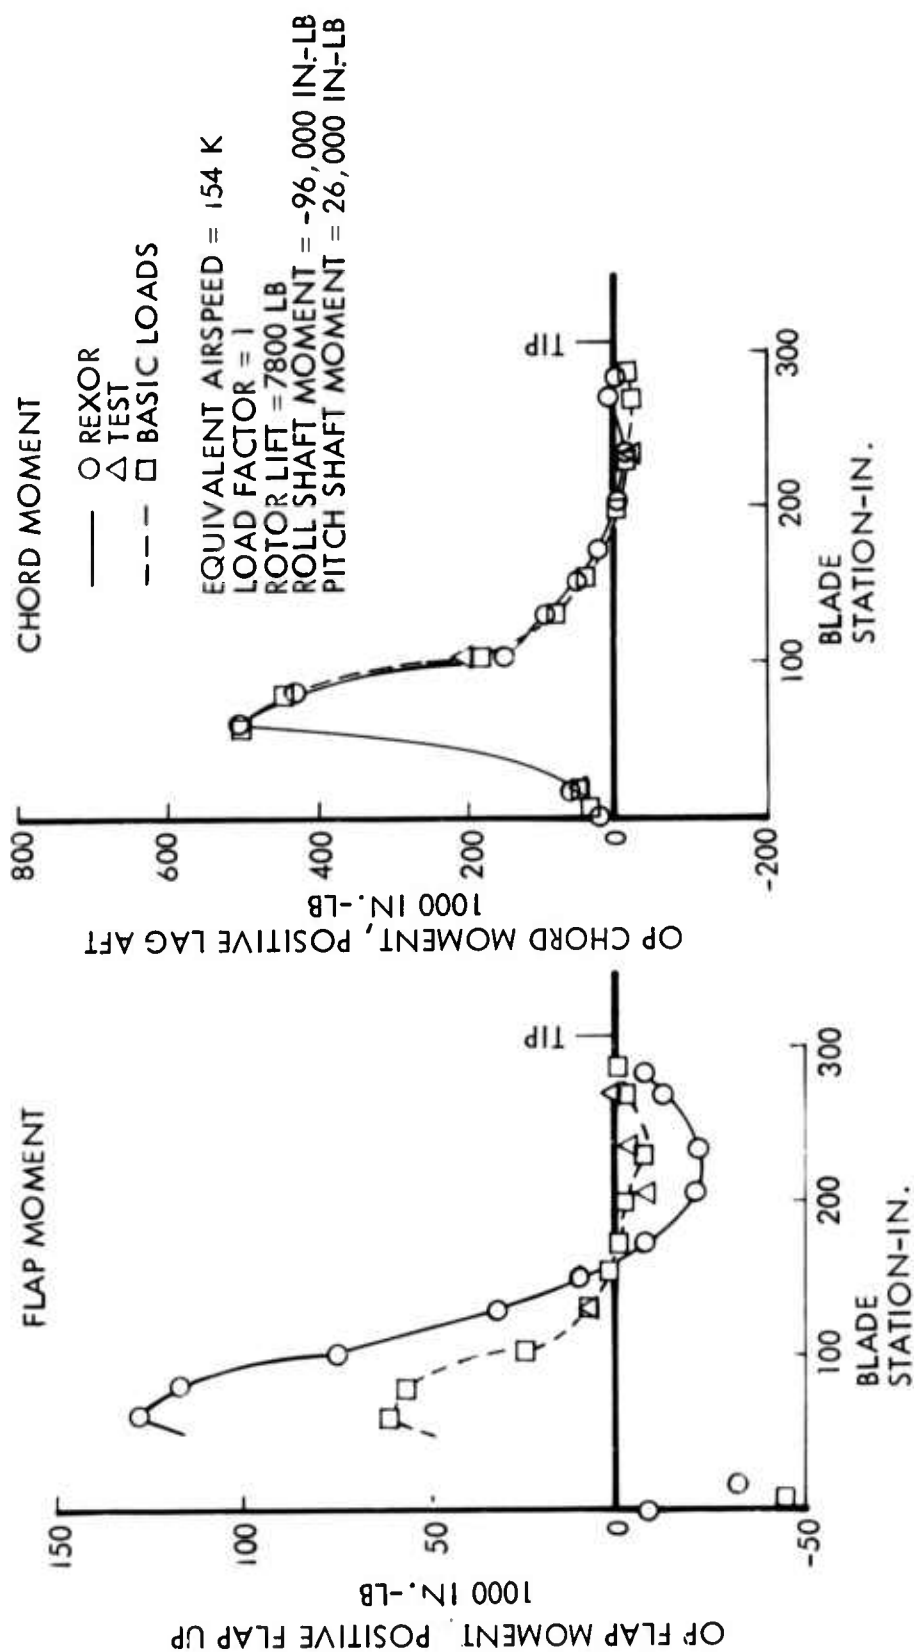 FLAP MOMENT
OP FLAP MOMENT, POSITIVE FLAP UP
1000 IN.-LB
150
100
50
0
-50
100
200
300
TIP
BLADE
STATION-IN.
CHORD MOMENT
REXOR
TEST
BASIC LOADS
EQUIVALENT AIRSPEED = 154 K
LOAD FACTOR = 1
ROTOR LIFT = 7800 LB
ROLL SHAFT MOMENT = -96,000 IN.-LB
PITCH SHAFT MOMENT = 26,000 IN.-LB
OP CHORD MOMENT, POSITIVE LAG AFT
1000 IN.-LB
800
600
400
200
0
-200
100
200
300
TIP
BLADE
STATION-IN.